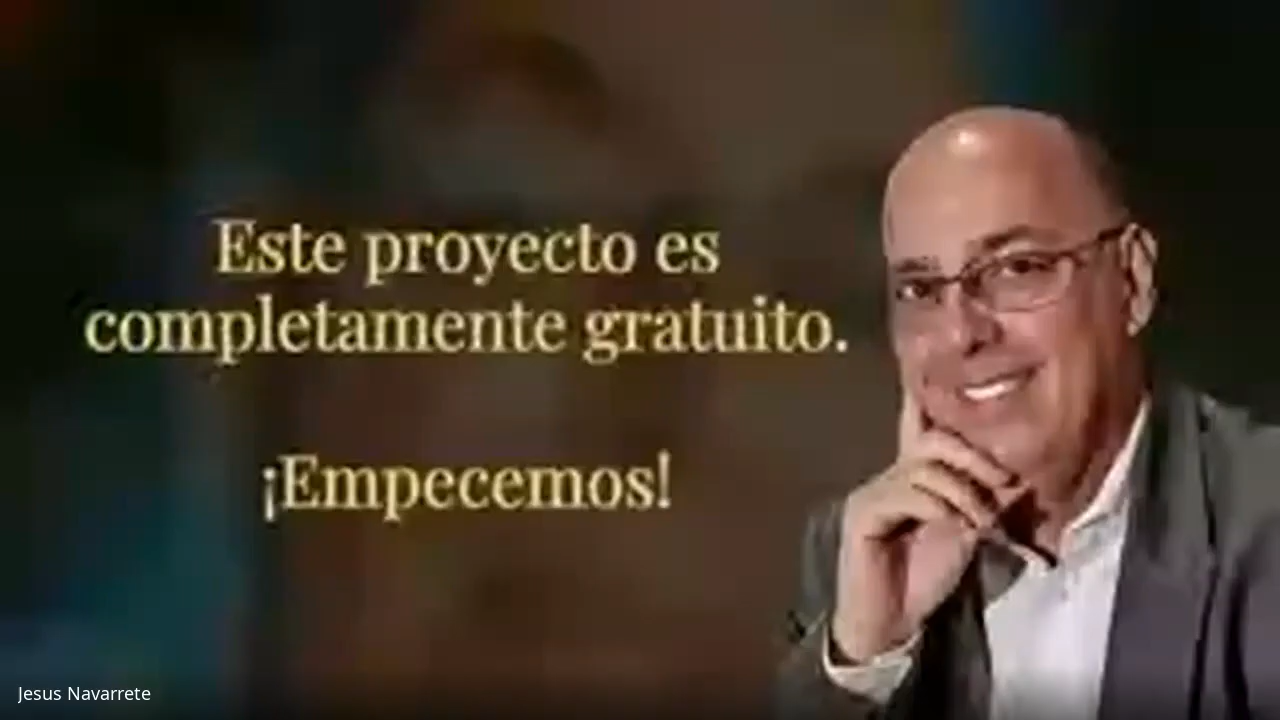 Este proyecto es
completamente gratuito.
¡Empecemos!
Jesus Navarrete